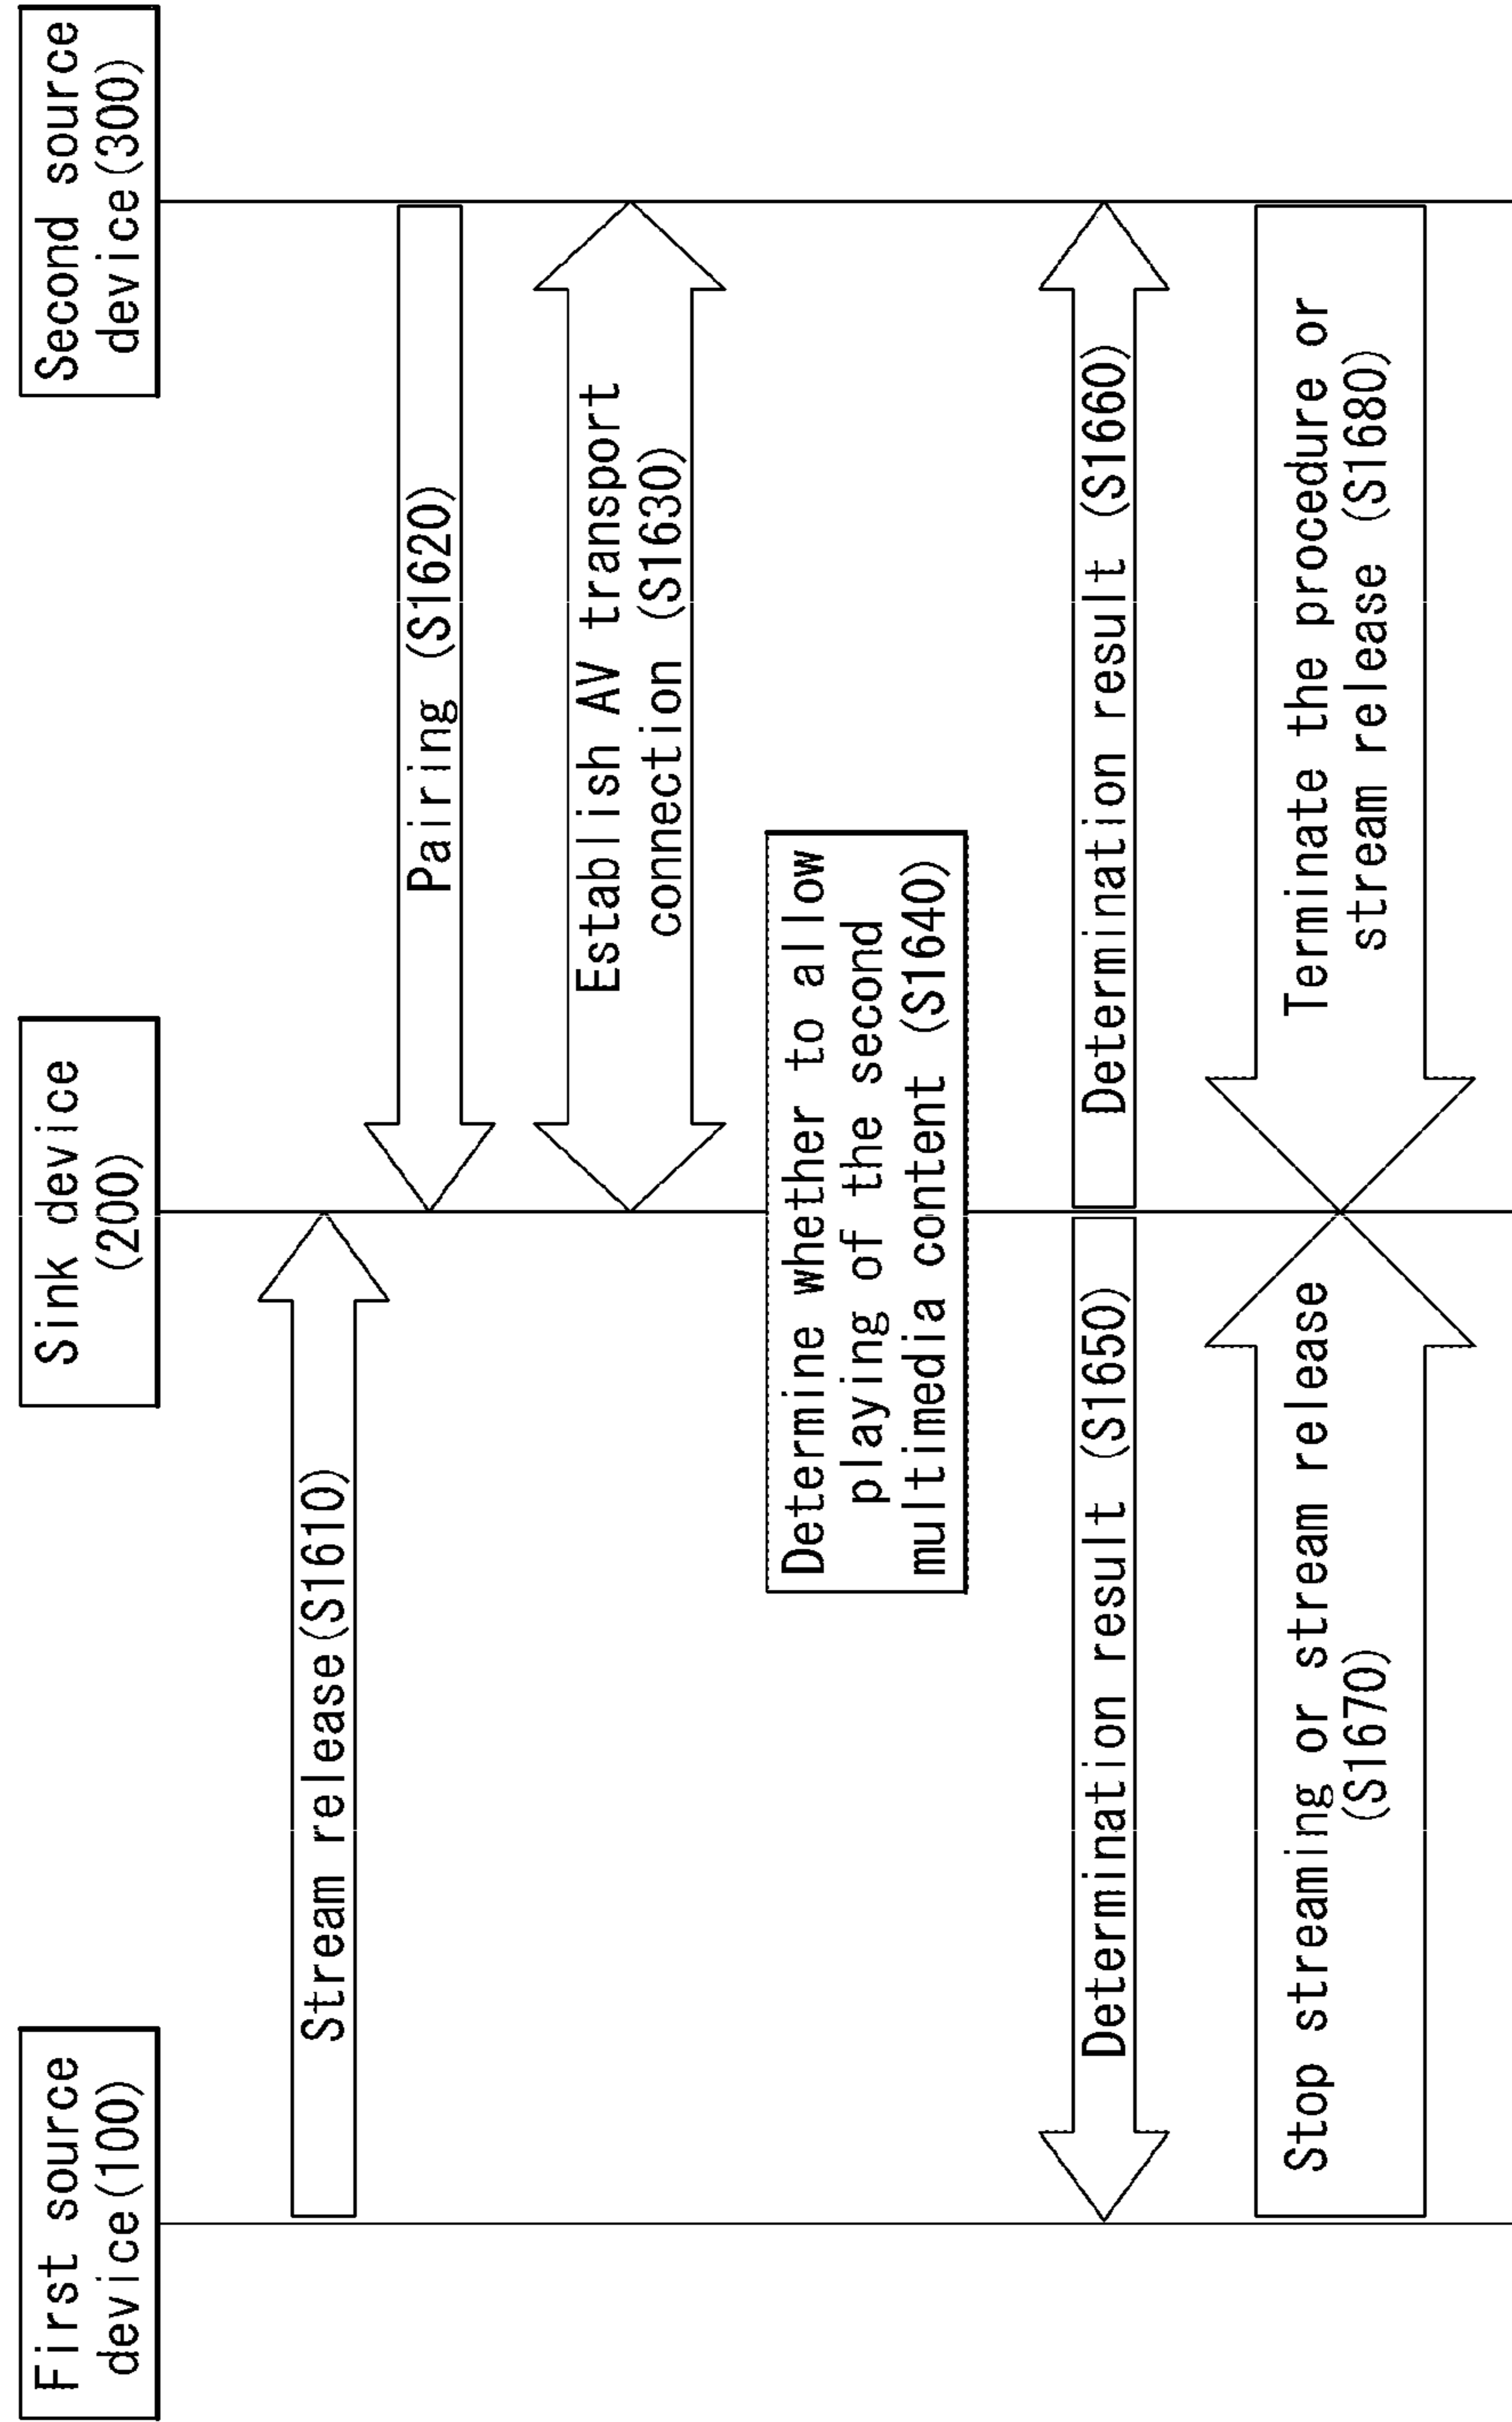 First source
device(100)
Sink device
(200)
Second source
device(300)
Stream release(S1610)
Pairing (S1620)
Establish AV transport
connection (S1630)
Determine whether to allow
playing of the second
multimedia content (S1640)
Determination result (S1650)
Determination result (S1660)
Stop streaming or stream release
(S1670)
Terminate the procedure or
stream release (S1680)